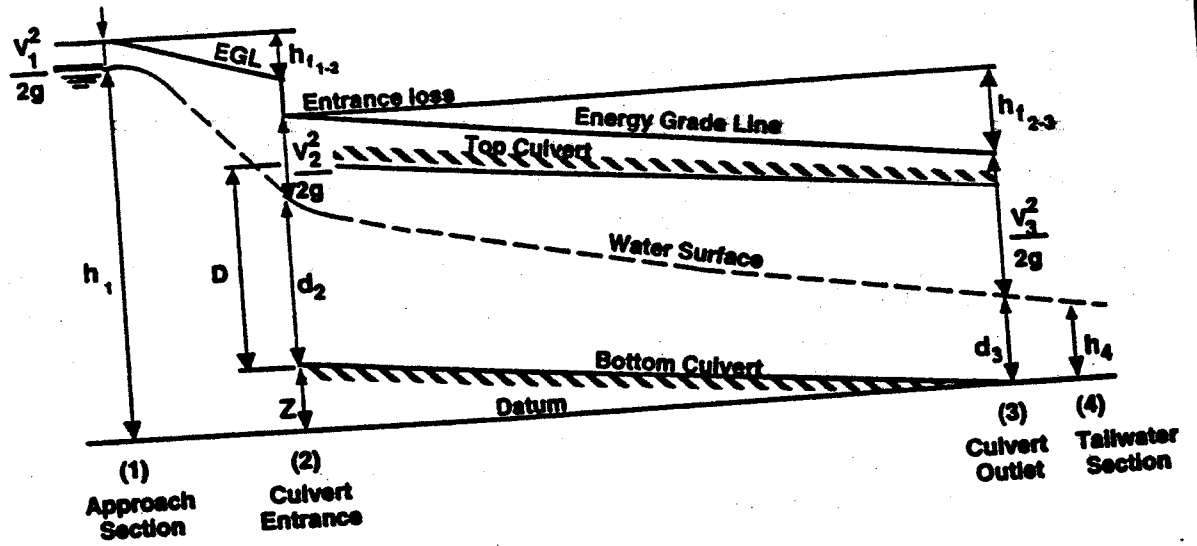 V₁²
2g
EGL
h_f₁₋₂
Entrance loss
Energy Grade Line
h_f₂₋₃
Top Culvert
V₂²
2g
V₃²
2g
Water Surface
h₁
D
d₂
d₃
h₄
Bottom Culvert
Z
Datum
(1)
Approach
Section
(2)
Culvert
Entrance
(3)
Culvert
Outlet
(4)
Tailwater
Section